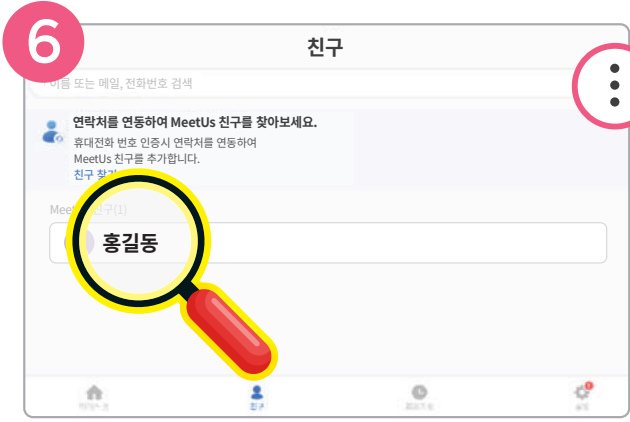 6
친구
이름 또는 메일, 전화번호 검색
연락처를 연동하여 MeetUs 친구를 찾아보세요.
휴대전화 번호 인증시 연락처를 연동하여
MeetUs 친구를 추가합니다.
친구 찾기
친구(1)
홍길동
친구